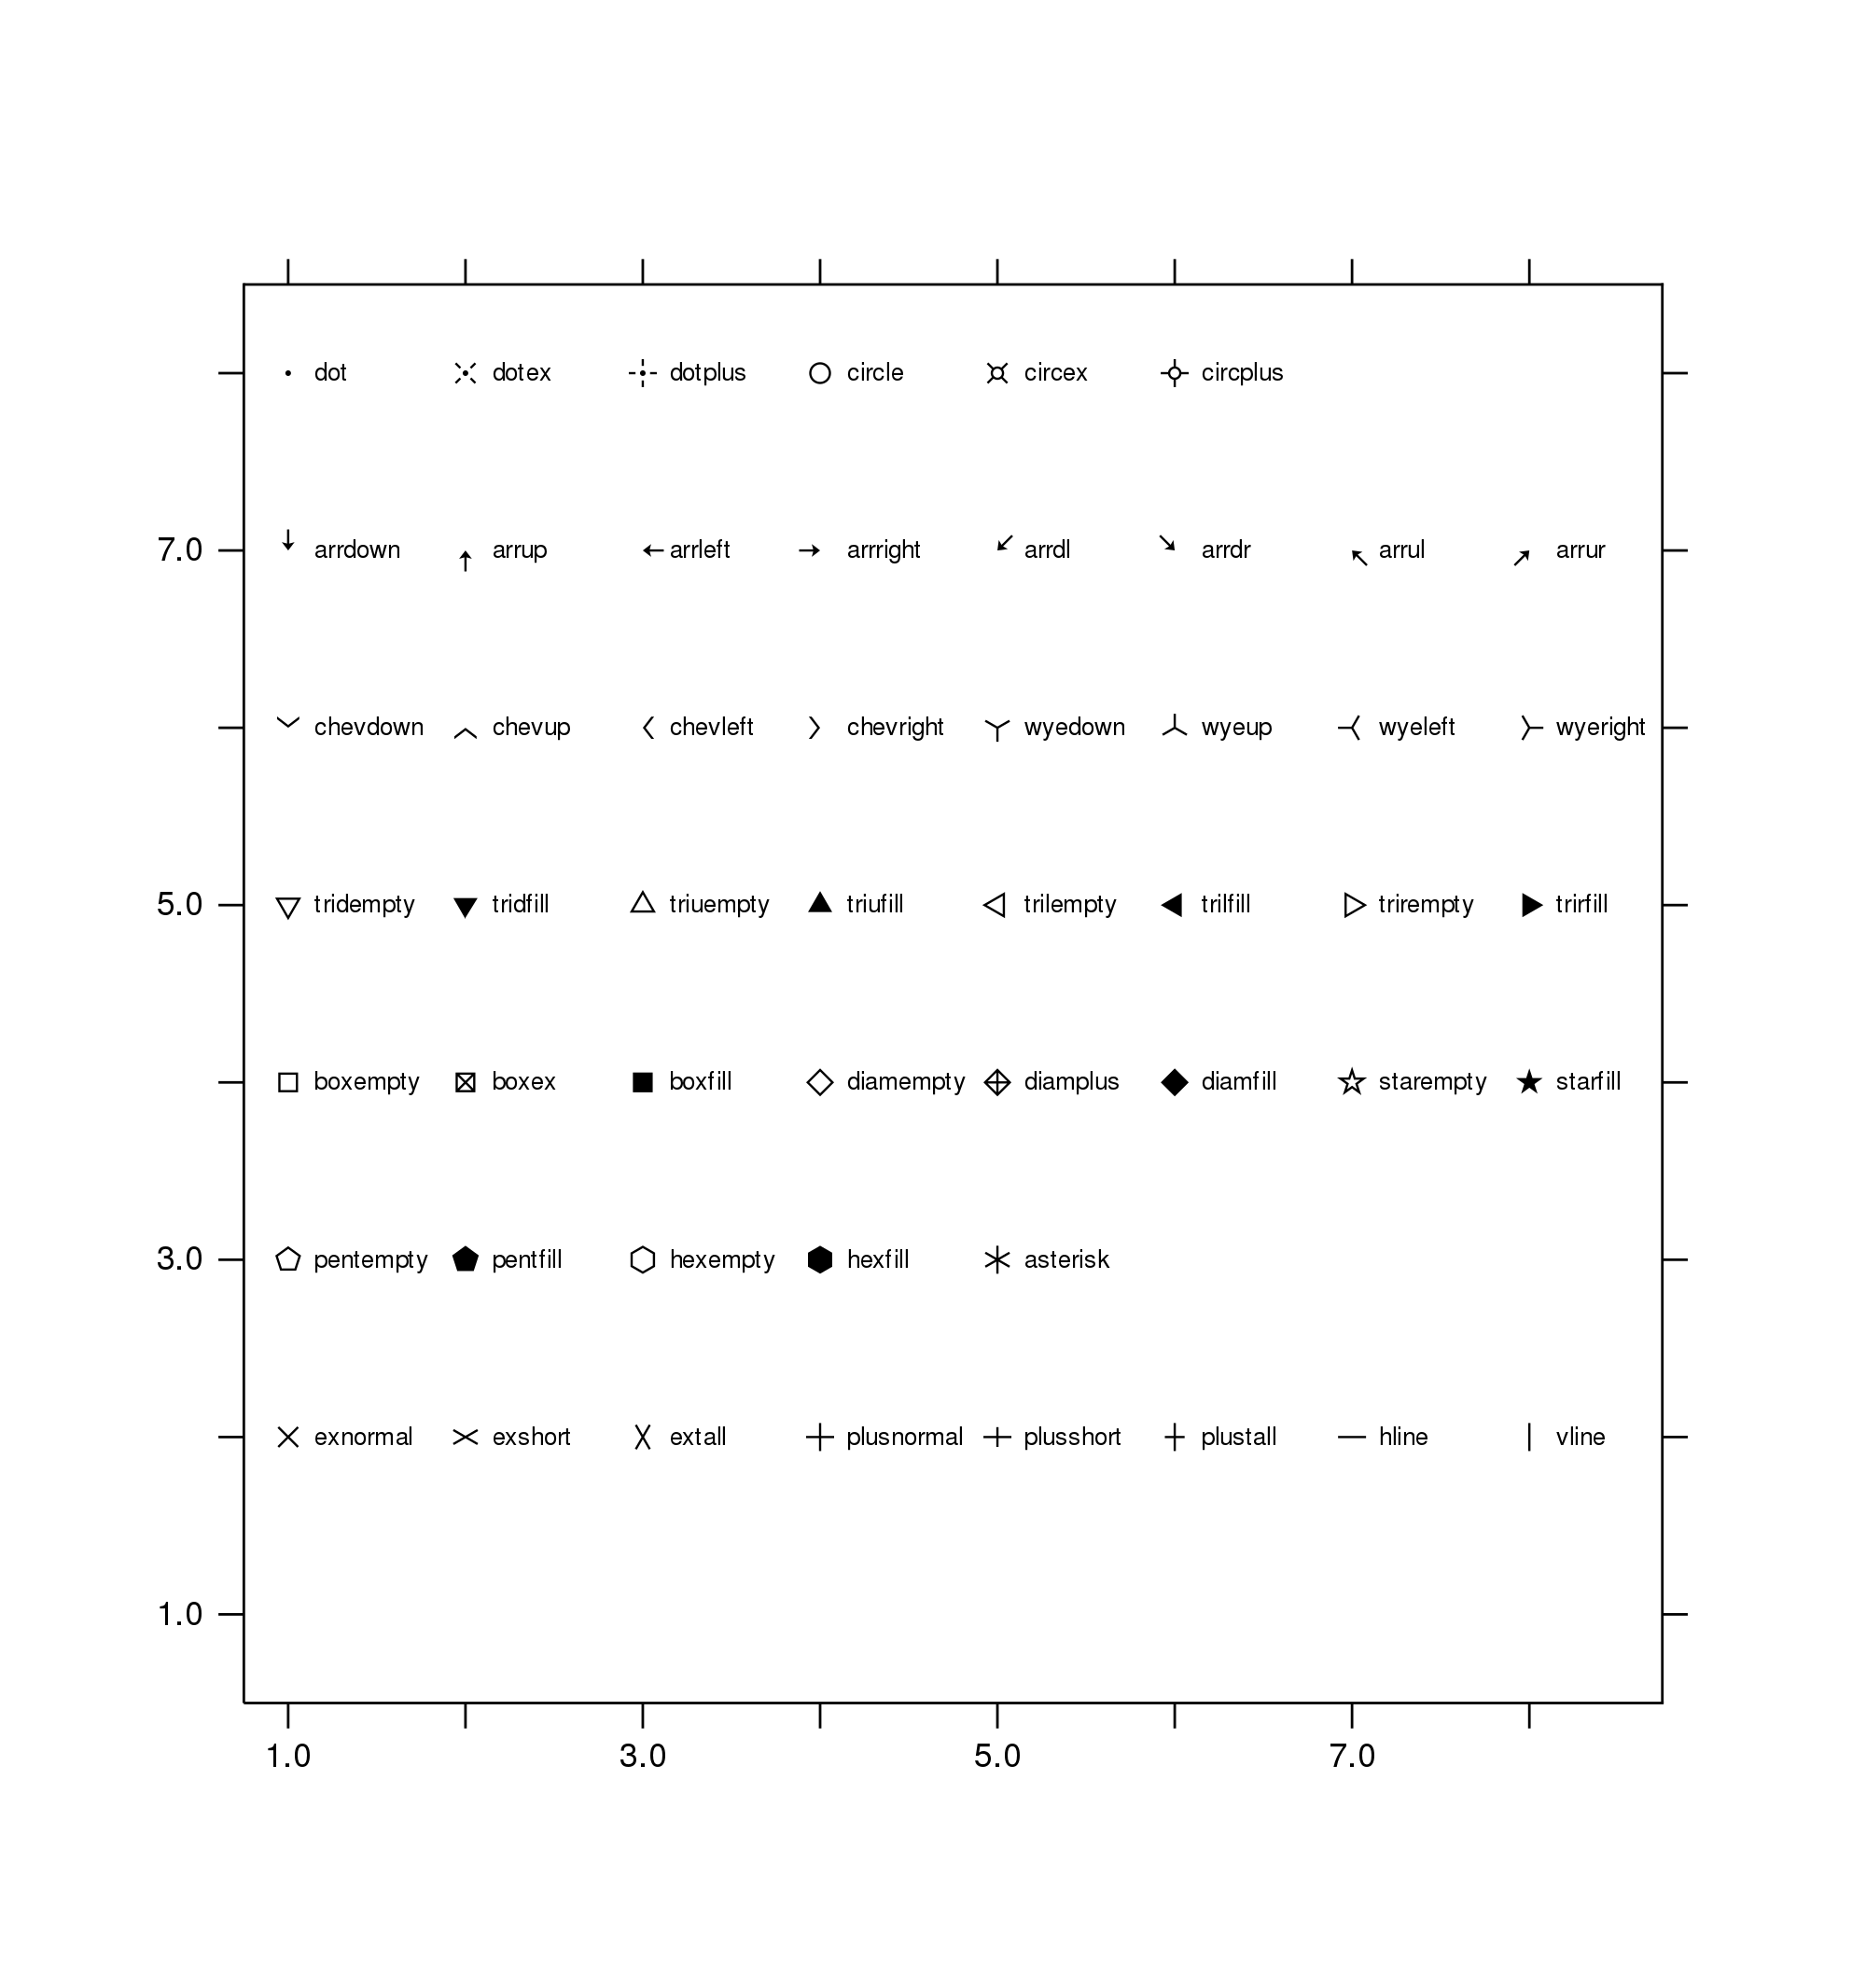 dot dotex dotplus circle circex circplus
7.0 arrdown arrup arrleft arrright arrdl arrdr arrul arrur
chevdown chevup chevleft chevright wyedown wyeup wyeleft wyeright
5.0 tridempty tridfill triuempty triufill trilempty trilfill trirempty trirfill
boxempty boxex boxfill diamempty diamplus diamfill starempty starfill
3.0 pentempty pentfill hexempty hexfill asterisk
exnormal exshort extall plusnormal plusshort plustall hline vline
1.0
1.0 3.0 5.0 7.0